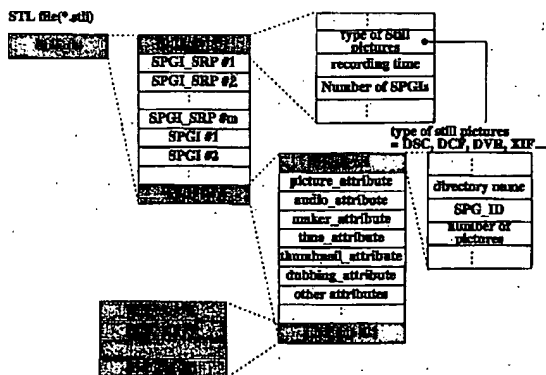 STL file(*.stl)
SPGI_SRP #1
SPGI_SRP #2
⋮
SPGI_SRP #m
SPGI #1
SPGI #2
⋮
⋮
type of Still
pictures
recording time
Number of SPGIs
⋮
type of still pictures
= DSC, DCF, DVR, XIF
picture_attribute
audio_attribute
maker_attribute
time_attribute
thumbnail_attribute
dubbing_attribute
other attributes
⋮
⋮
directory name
SPG_ID
number of
pictures
⋮